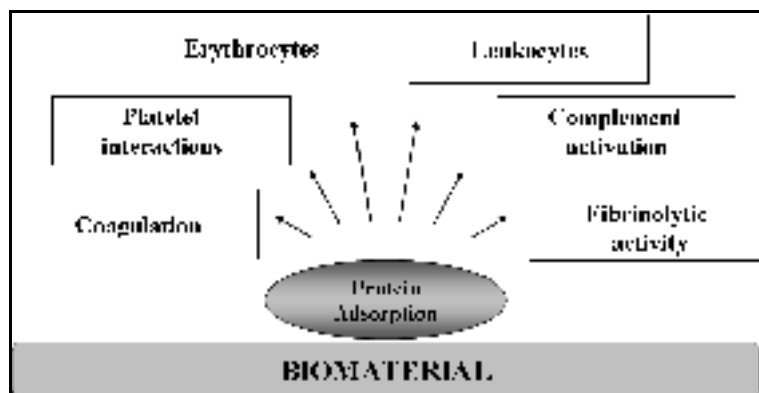 Erythrocytes
Leukocytes
Platelet
interactions
Complement
activation
Coagulation
Fibrinolytic
activity
Protein
Adsorption
BIOMATERIAL